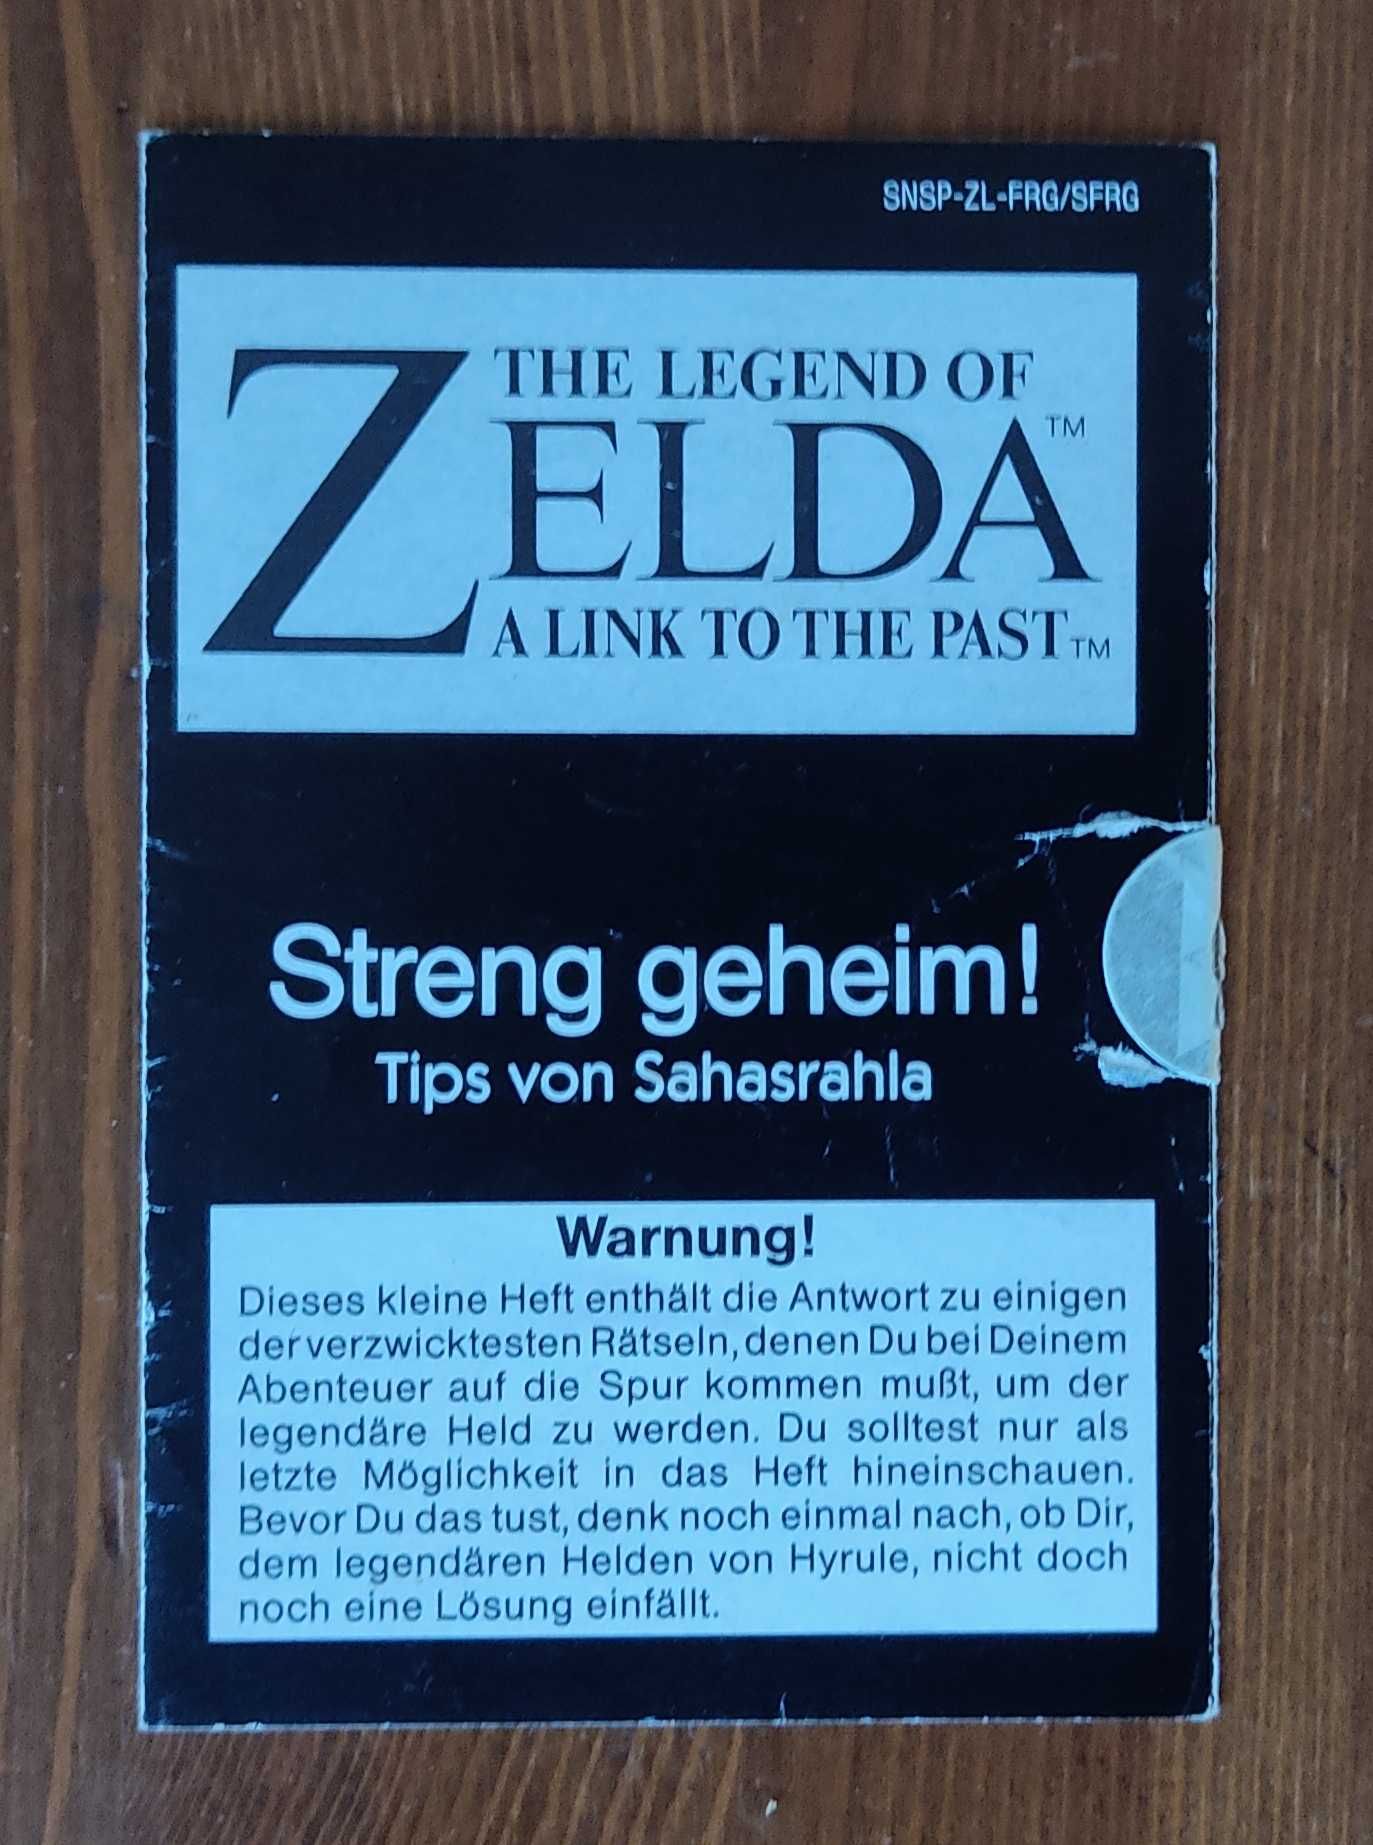 SNSP-ZL-FRG/SFRG
THE LEGEND OF
ZELDA™
A LINK TO THE PAST™
Streng geheim!
Tips von Sahasrahla
Warnung!
Dieses kleine Heft enthält die Antwort zu einigen
der verzwicktesten Rätseln, denen Du bei Deinem
Abenteuer auf die Spur kommen mußt, um der
legendäre Held zu werden. Du solltest nur als
letzte Möglichkeit in das Heft hineinschauen.
Bevor Du das tust, denk noch einmal nach, ob Dir,
dem legendären Helden von Hyrule, nicht doch
noch eine Lösung einfällt.